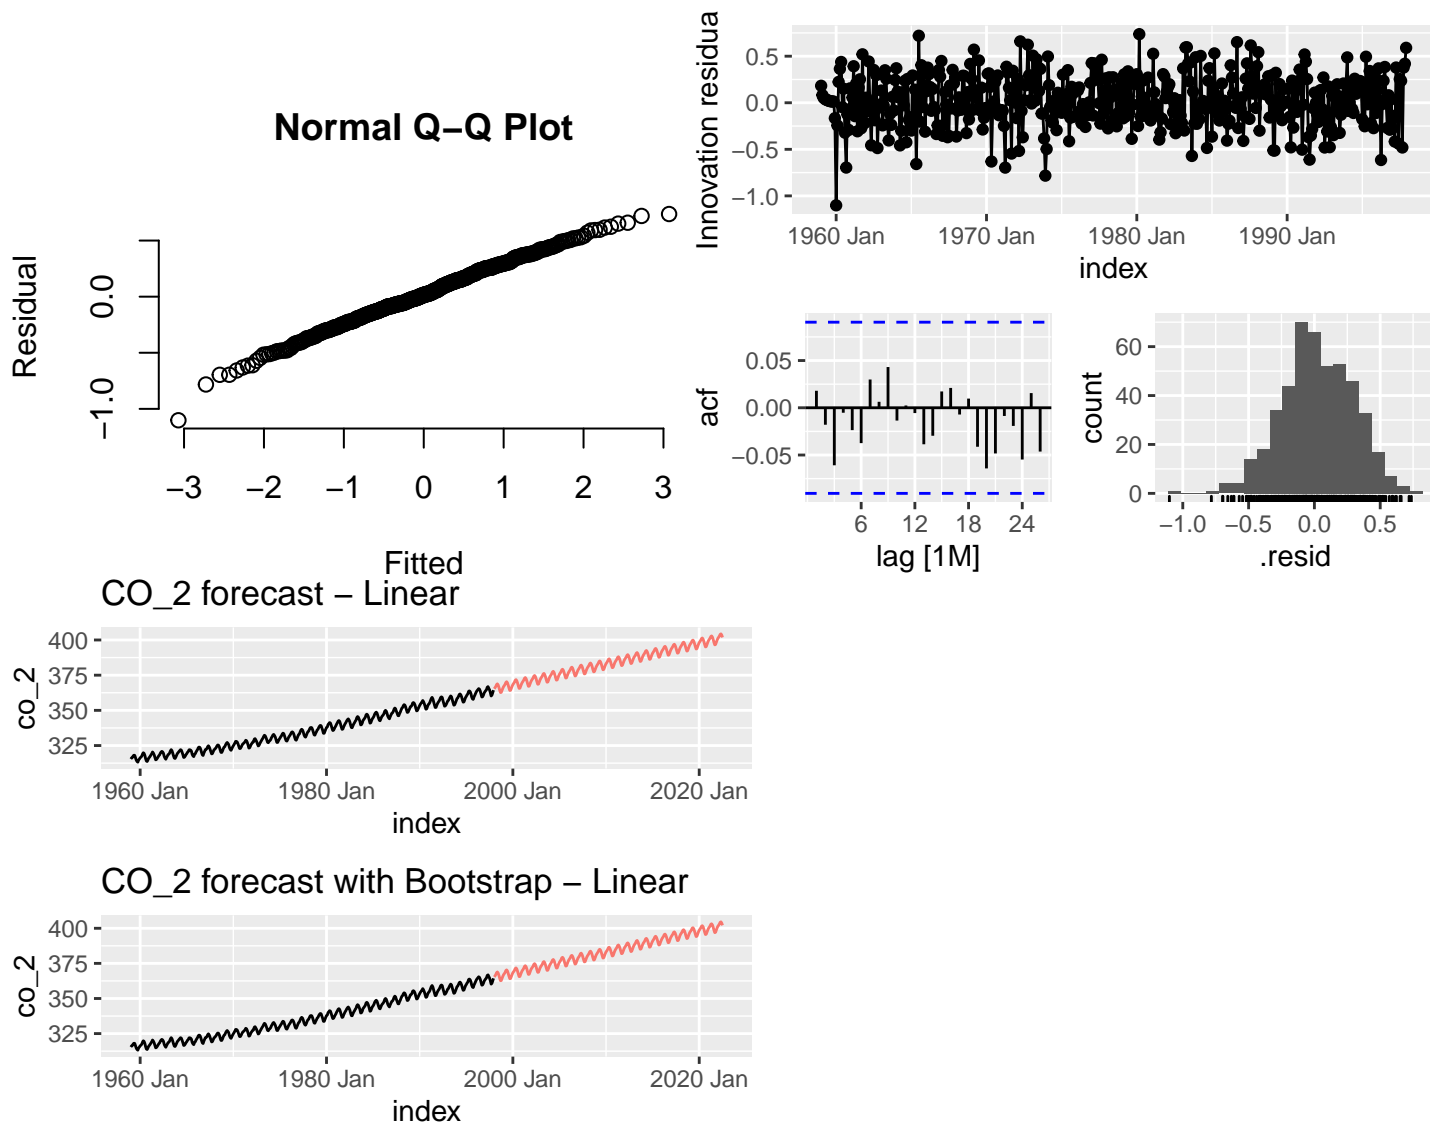 Normal Q−Q Plot
Residual
0.0
−1.0
−3 −2 −1 0 1 2 3
Fitted
Innovation residua
0.5
0.0
−0.5
−1.0
1960 Jan 1970 Jan 1980 Jan 1990 Jan
index
acf
0.05
0.00
−0.05
6 12 18 24
lag [1M]
count
60
40
20
0
−1.0 −0.5 0.0 0.5
.resid
CO_2 forecast − Linear
co_2
400
375
350
325
1960 Jan 1980 Jan 2000 Jan 2020 Jan
index
CO_2 forecast with Bootstrap − Linear
co_2
400
375
350
325
1960 Jan 1980 Jan 2000 Jan 2020 Jan
index